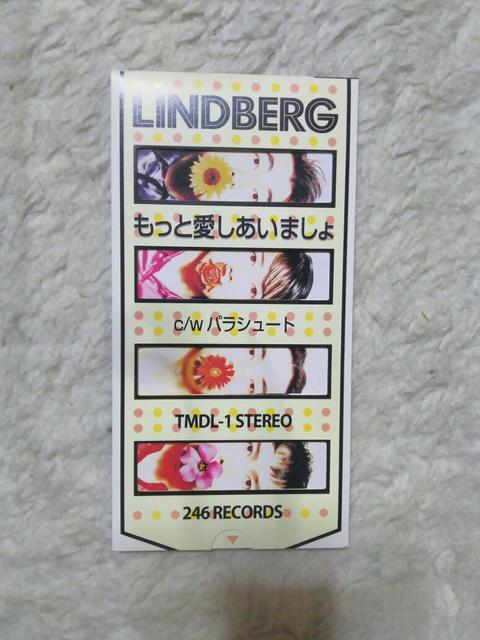 LINDBERG
もっと愛しあいましょ
c/w パラシュート
TMDL-1 STEREO
246 RECORDS